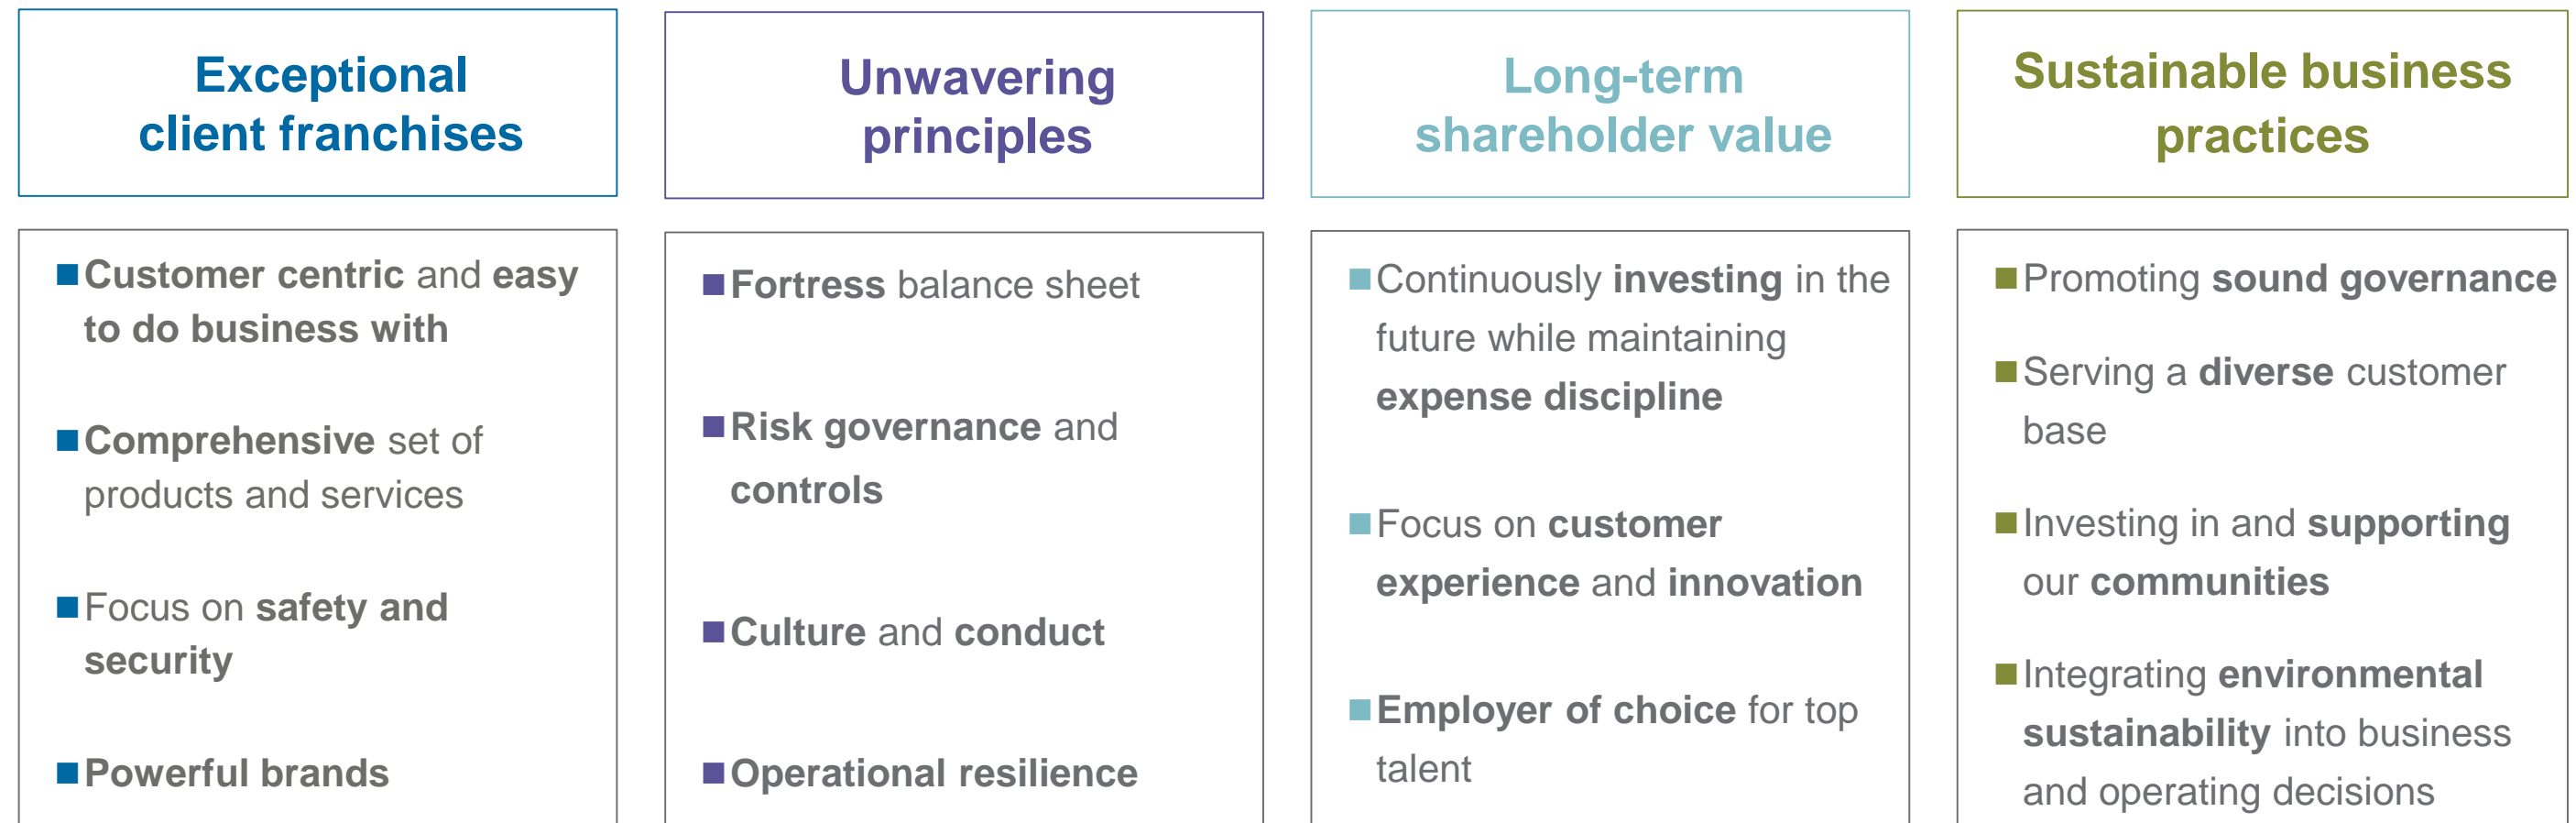 Exceptional
client franchises
■Customer centric and easy
to do business with
■Comprehensive set of
products and services
■Focus on safety and
security
■Powerful brands
Unwavering
principles
■Fortress balance sheet
■Risk governance and
controls
■Culture and conduct
■Operational resilience
Long-term
shareholder value
■Continuously investing in the
future while maintaining
expense discipline
■Focus on customer
experience and innovation
■Employer of choice for top
talent
Sustainable business
practices
■Promoting sound governance
■Serving a diverse customer
base
■Investing in and supporting
our communities
■Integrating environmental
sustainability into business
and operating decisions